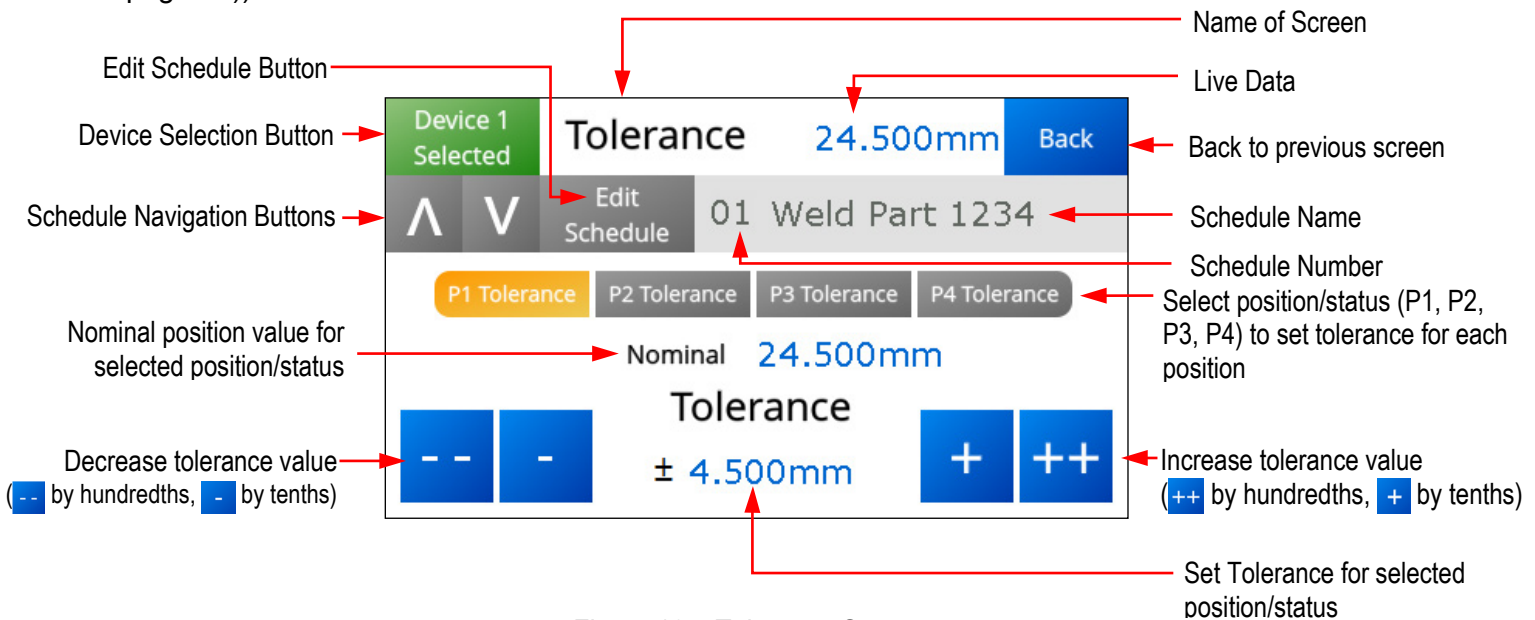 Name of Screen
Edit Schedule Button
Live Data
Device Selection Button
Device 1
Selected
Tolerance
24.500mm
Back
Back to previous screen
Schedule Navigation Buttons
Λ
V
Edit
Schedule
01 Weld Part 1234
Schedule Name
Schedule Number
P1 Tolerance
P2 Tolerance
P3 Tolerance
P4 Tolerance
Select position/status (P1, P2,
P3, P4) to set tolerance for each
position
Nominal position value for
selected position/status
Nominal 24.500mm
Tolerance
- -
-
± 4.500mm
+
++
Decrease tolerance value
(- - by hundredths, - by tenths)
Increase tolerance value
(++ by hundredths, + by tenths)
Set Tolerance for selected
position/status